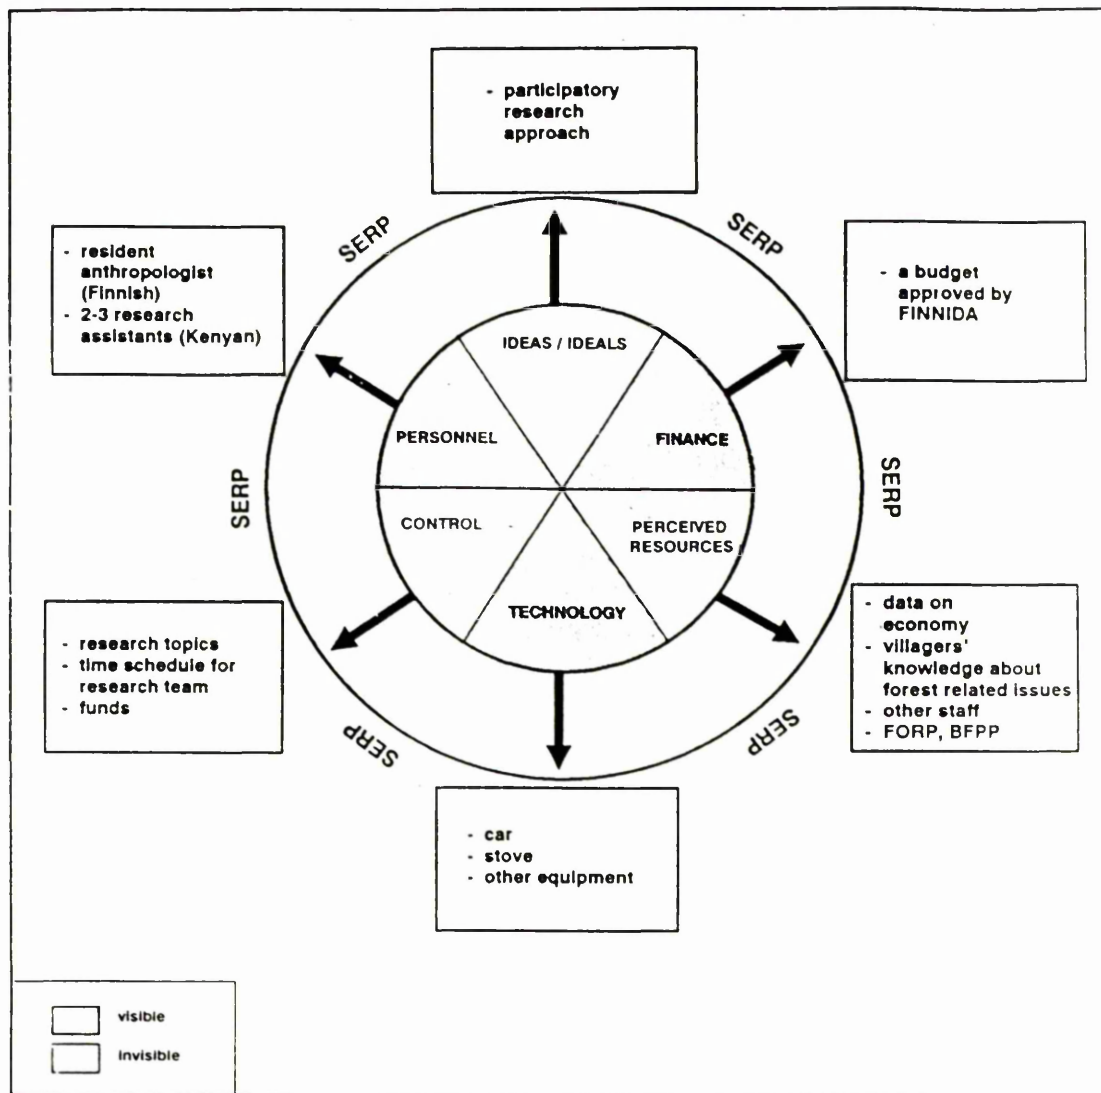 - participatory
research
approach
SERP
SERP
- resident
anthropologist
(Finnish)
- 2-3 research
assistants (Kenyan)
- a budget
approved by
FINNIDA
IDEAS / IDEALS
PERSONNEL
FINANCE
SERP
SERP
CONTROL
PERCEIVED
RESOURCES
TECHNOLOGY
- research topics
- time schedule for
research team
- funds
- data on
economy
- villagers'
knowledge about
forest related issues
- other staff
- FORP, BFPP
SERP
SERP
- car
- stove
- other equipment
visible
invisible